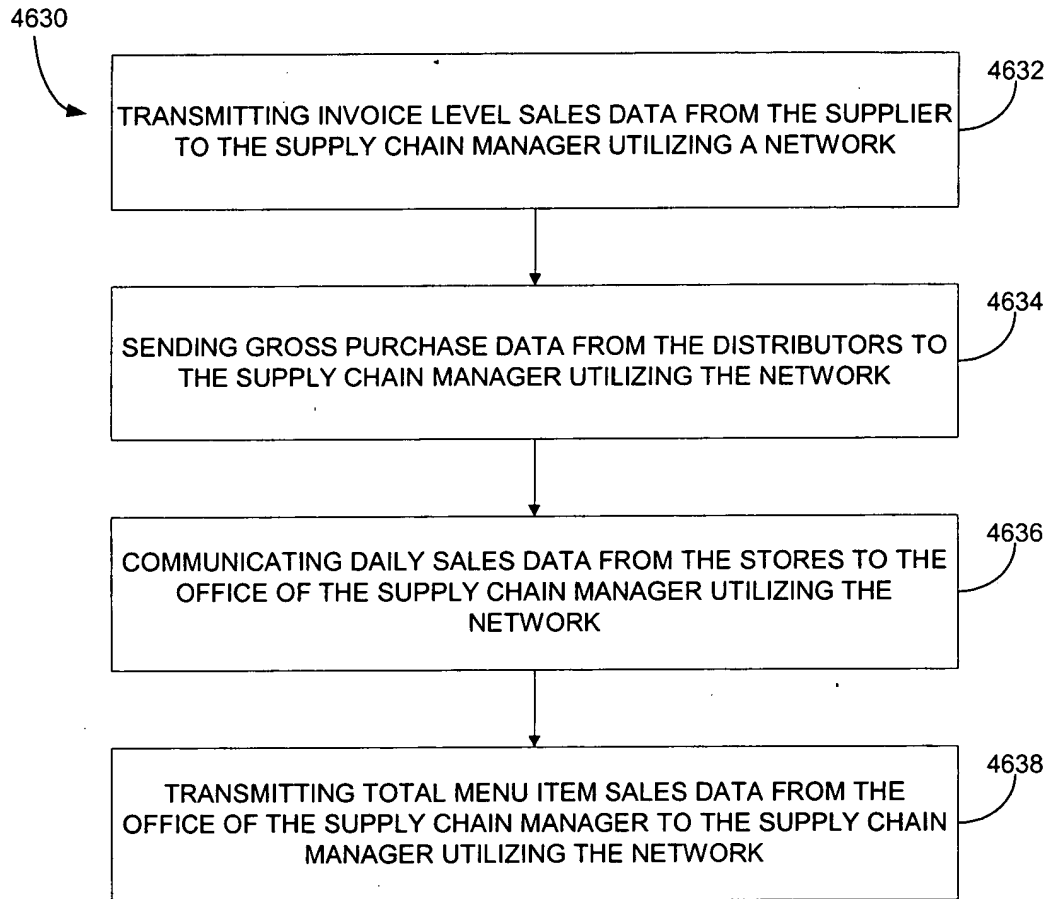 4630
4632
TRANSMITTING INVOICE LEVEL SALES DATA FROM THE SUPPLIER
TO THE SUPPLY CHAIN MANAGER UTILIZING A NETWORK
4634
SENDING GROSS PURCHASE DATA FROM THE DISTRIBUTORS TO
THE SUPPLY CHAIN MANAGER UTILIZING THE NETWORK
4636
COMMUNICATING DAILY SALES DATA FROM THE STORES TO THE
OFFICE OF THE SUPPLY CHAIN MANAGER UTILIZING THE
NETWORK
4638
TRANSMITTING TOTAL MENU ITEM SALES DATA FROM THE
OFFICE OF THE SUPPLY CHAIN MANAGER TO THE SUPPLY CHAIN
MANAGER UTILIZING THE NETWORK